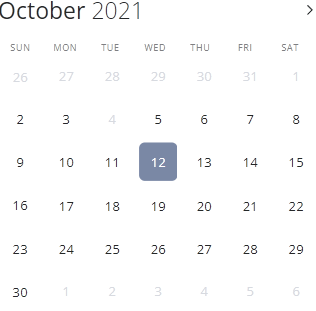 October 2021
SUN MON TUE WED THU FRI SAT
26 27 28 29 30 31 1
2 3 4 5 6 7 8
9 10 11 12 13 14 15
16 17 18 19 20 21 22
23 24 25 26 27 28 29
30 1 2 3 4 5 6